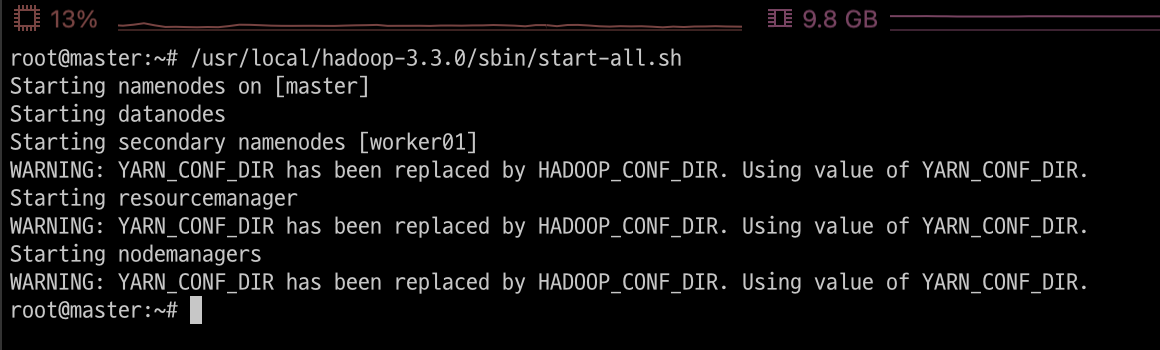 13%
9.8 GB
root@master:~# /usr/local/hadoop-3.3.0/sbin/start-all.sh
Starting namenodes on [master]
Starting datanodes
Starting secondary namenodes [worker01]
WARNING: YARN_CONF_DIR has been replaced by HADOOP_CONF_DIR. Using value of YARN_CONF_DIR.
Starting resourcemanager
WARNING: YARN_CONF_DIR has been replaced by HADOOP_CONF_DIR. Using value of YARN_CONF_DIR.
Starting nodemanagers
WARNING: YARN_CONF_DIR has been replaced by HADOOP_CONF_DIR. Using value of YARN_CONF_DIR.
root@master:~#